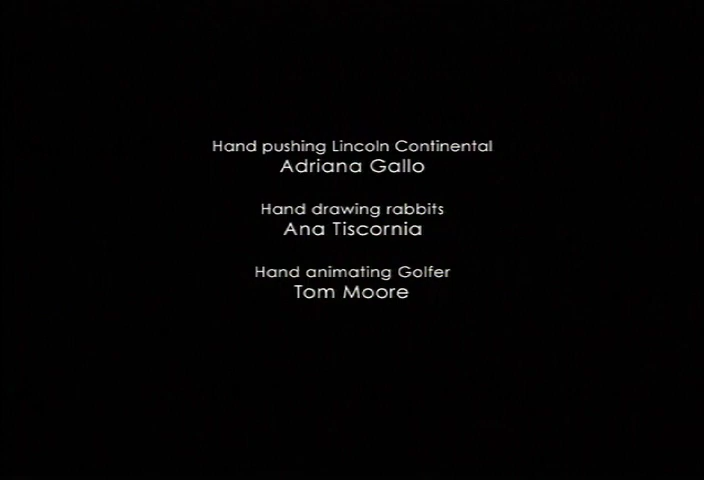 Hand pushing Lincoln Continental
Adriana Gallo
Hand drawing rabbits
Ana Tiscornia
Hand animating Golfer
Tom Moore